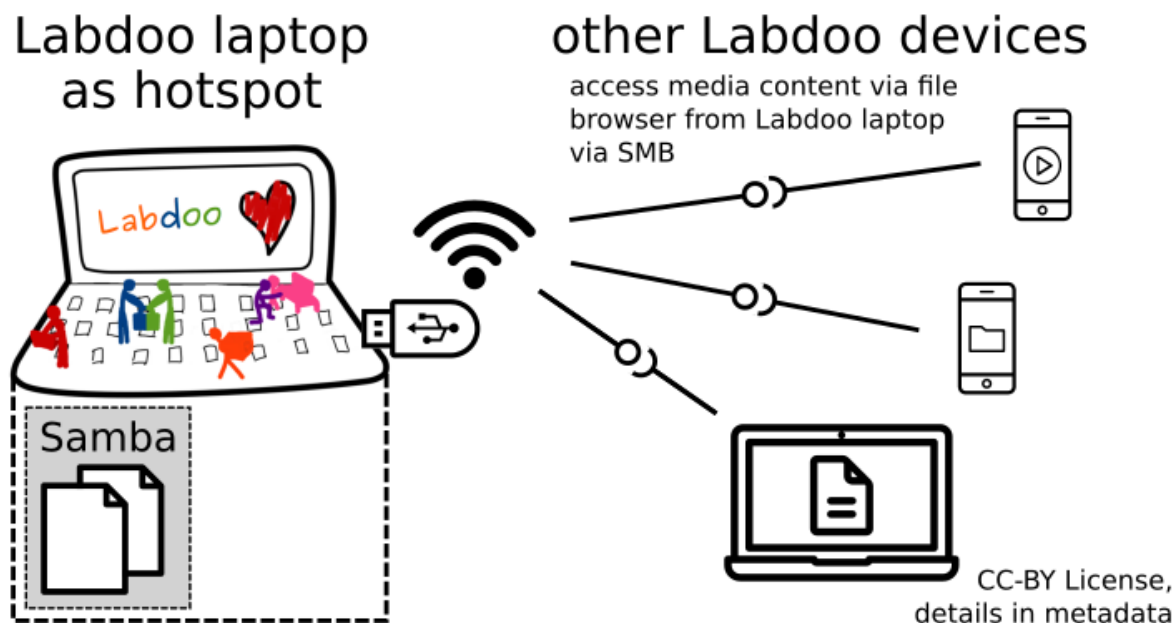 Labdoo laptop
as hotspot
other Labdoo devices
access media content via file
browser from Labdoo laptop
via SMB
Labdoo
Samba
CC-BY License,
details in metadata